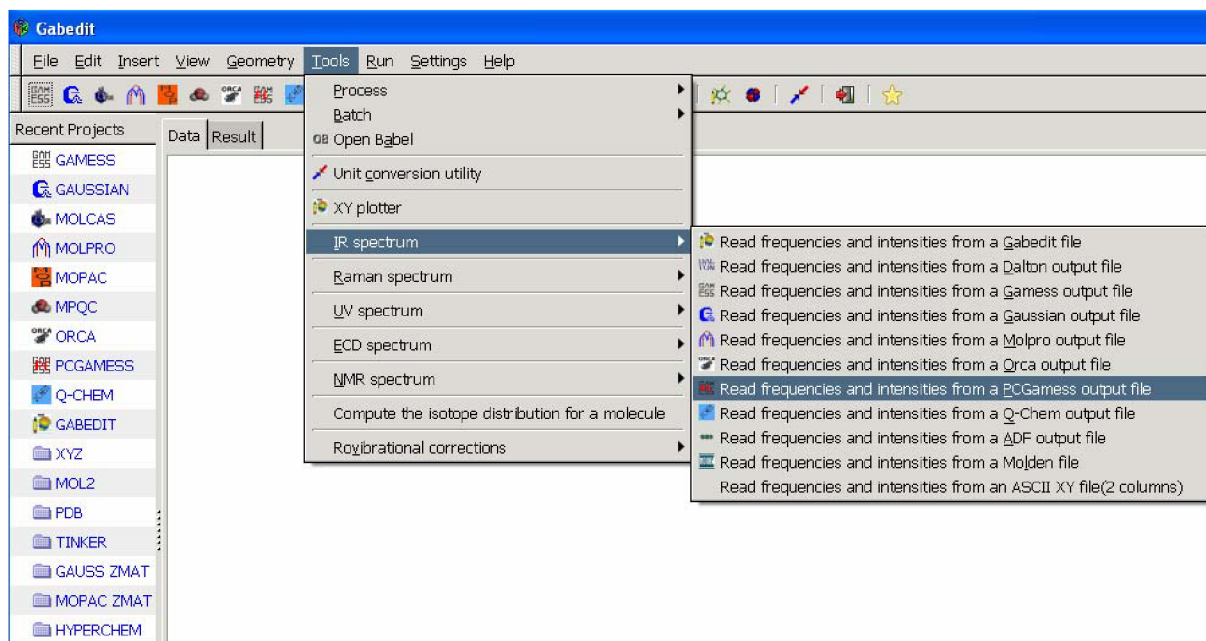 Gabedit
File Edit Insert View Geometry Tools Run Settings Help
Recent Projects
GAMESS
GAUSSIAN
MOLCAS
MOLPRO
MOPAC
MPQC
ORCA
PCGAMESS
Q-CHEM
GABEDIT
XYZ
MOL2
PDB
TINKER
GAUSS ZMAT
MOPAC ZMAT
HYPERCHEM
Data Result
Process
Batch
OB Open Babel
Unit conversion utility
XY plotter
IR spectrum
Raman spectrum
UV spectrum
ECD spectrum
NMR spectrum
Compute the isotope distribution for a molecule
Rovibrational corrections
Read frequencies and intensities from a Gabedit file
Read frequencies and intensities from a Dalton output file
Read frequencies and intensities from a Gamess output file
Read frequencies and intensities from a Gaussian output file
Read frequencies and intensities from a Molpro output file
Read frequencies and intensities from a Orca output file
Read frequencies and intensities from a PCGamess output file
Read frequencies and intensities from a Q-Chem output file
Read frequencies and intensities from a ADF output file
Read frequencies and intensities from a Molden file
Read frequencies and intensities from an ASCII XY file(2 columns)